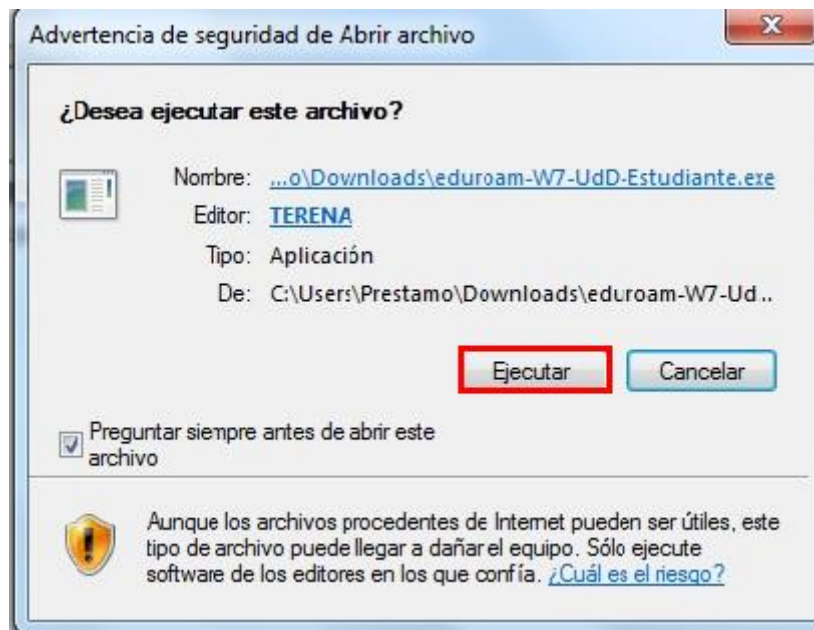 Advertencia de seguridad de Abrir archivo
¿Desea ejecutar este archivo?
Nombre: ...o\Downloads\eduroam-W7-UdD-Estudiante.exe
Editor: TERENA
Tipo: Aplicación
De: C:\Users\Prestamo\Downloads\eduroam-W7-Ud...
Ejecutar Cancelar
Preguntar siempre antes de abrir este
archivo
Aunque los archivos procedentes de Internet pueden ser útiles, este
tipo de archivo puede llegar a dañar el equipo. Sólo ejecute
software de los editores en los que confía. ¿Cuál es el riesgo?